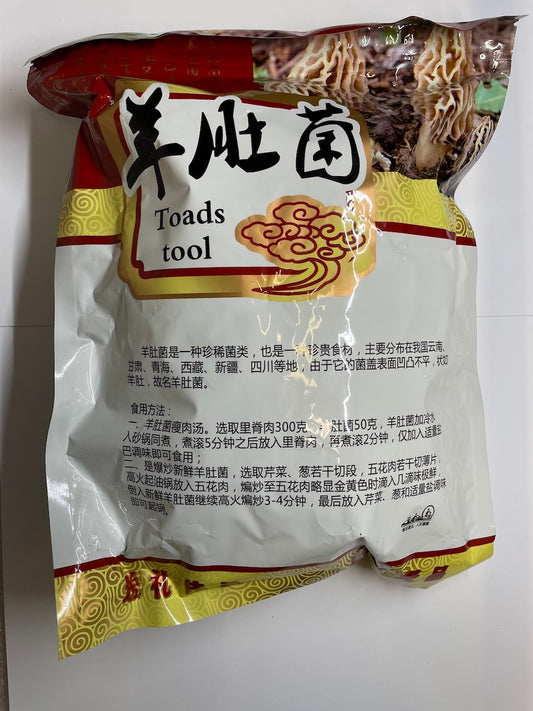 羊肚菌
Toads
tool
羊肚菌是一种珍稀菌类，也是一种珍贵食材，主要分布在我国云南、
甘肃、青海、西藏、新疆、四川等地，由于它的菌盖表面凹凸不平，状如
羊肚，故名羊肚菌。
食用方法：
一、羊肚菌瘦肉汤。选取里脊肉300克、羊肚菌50克，羊肚菌加冷水
入砂锅同煮，煮滚5分钟之后放入里脊肉，再煮滚2分钟，仅加入适量盐
巴调味即可食用；
二、是爆炒新鲜羊肚菌，选取芹菜、葱若干切段，五花肉若干切薄片，
高火起油锅放入五花肉，煸炒至五花肉略显金黄色时滴入几滴味极鲜，
倒入新鲜羊肚菌继续高火煸炒3-4分钟，最后放入芹菜、葱和适量盐调味
即可起锅。